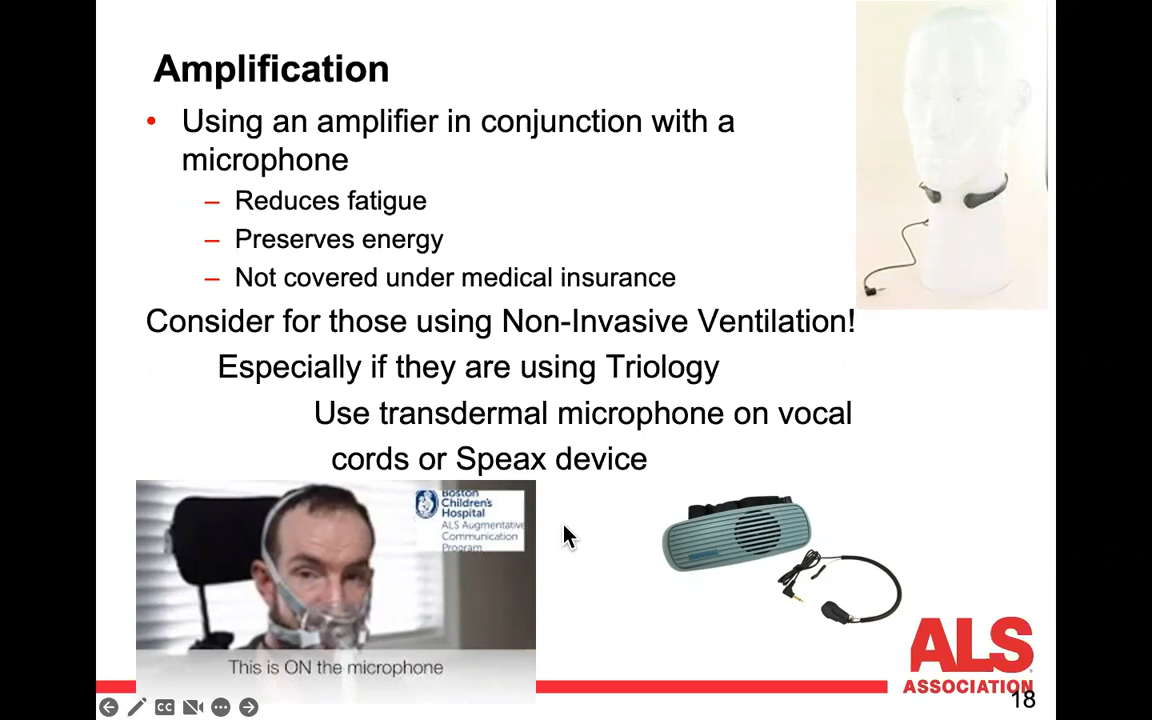 Amplification
• Using an amplifier in conjunction with a
microphone
– Reduces fatigue
– Preserves energy
– Not covered under medical insurance
Consider for those using Non-Invasive Ventilation!
Especially if they are using Triology
Use transdermal microphone on vocal
cords or Speax device
Boston
Children's
Hospital
ALS Augmentative
Communication
Program
This is ON the microphone
ALS
ASSOCIATION
18
CC